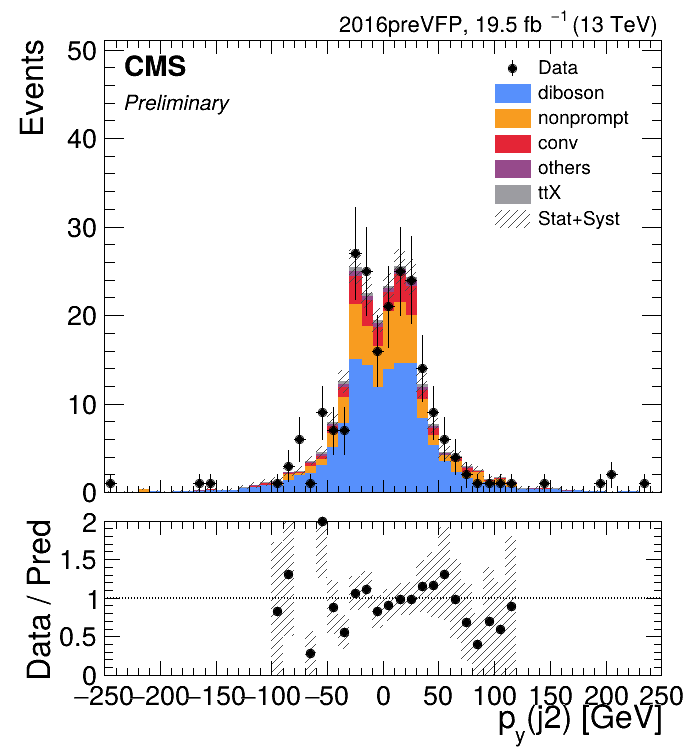 2016preVFP, 19.5 fb⁻¹ (13 TeV)
Events
50
40
30
20
10
0
CMS
Preliminary
Data
diboson
nonprompt
conv
others
ttX
Stat+Syst
Data / Pred
2
1.5
1
0.5
0
−250 −200 −150 −100 −50 0 50 100 150 200 250
p_y(j2) [GeV]